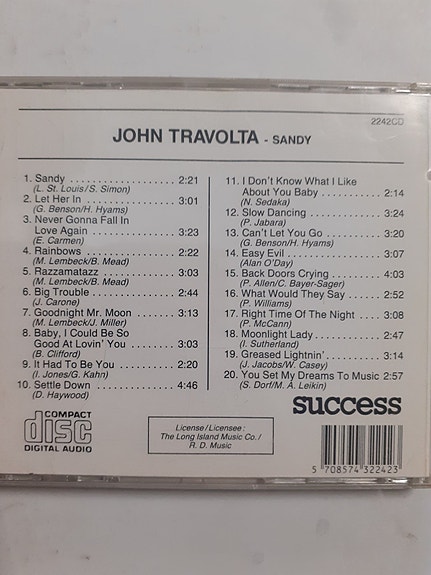 2242CD
JOHN TRAVOLTA - SANDY
1. Sandy ..................... 2:21
(L. St. Louis/S. Simon)
2. Let Her In ................ 3:01
(G. Benson/H. Hyams)
3. Never Gonna Fall In
Love Again ................ 3:23
(E. Carmen)
4. Rainbows .................. 2:22
(M. Lembeck/B. Mead)
5. Razzamatazz ............... 3:03
(M. Lembeck/B. Mead)
6. Big Trouble ............... 2:44
(J. Carone)
7. Goodnight Mr. Moon ........ 3:13
(M. Lembeck/J. Miller)
8. Baby, I Could Be So
Good At Lovin' You ........ 3:03
(B. Clifford)
9. It Had To Be You .......... 2:20
(I. Jones/G. Kahn)
10. Settle Down .............. 4:46
(D. Haywood)
11. I Don't Know What I Like
About You Baby ........... 2:14
(N. Sedaka)
12. Slow Dancing ............. 3:24
(P. Jabara)
13. Can't Let You Go ......... 3:20
(G. Benson/H. Hyams)
14. Easy Evil ................ 3:07
(Alan O'Day)
15. Back Doors Crying ........ 4:03
(P. Allen/C. Bayer-Sager)
16. What Would They Say ...... 2:52
(P. Williams)
17. Right Time Of The Night .. 3:08
(P. McCann)
18. Moonlight Lady ........... 2:47
(I. Sutherland)
19. Greased Lightnin' ........ 3:14
(J. Jacobs/W. Casey)
20. You Set My Dreams To Music 2:57
(S. Dorf/M. A. Leikin)
COMPACT
disc
DIGITAL AUDIO
License/Licensee:
The Long Island Music Co./
R. D. Music
success
5 708574 322423